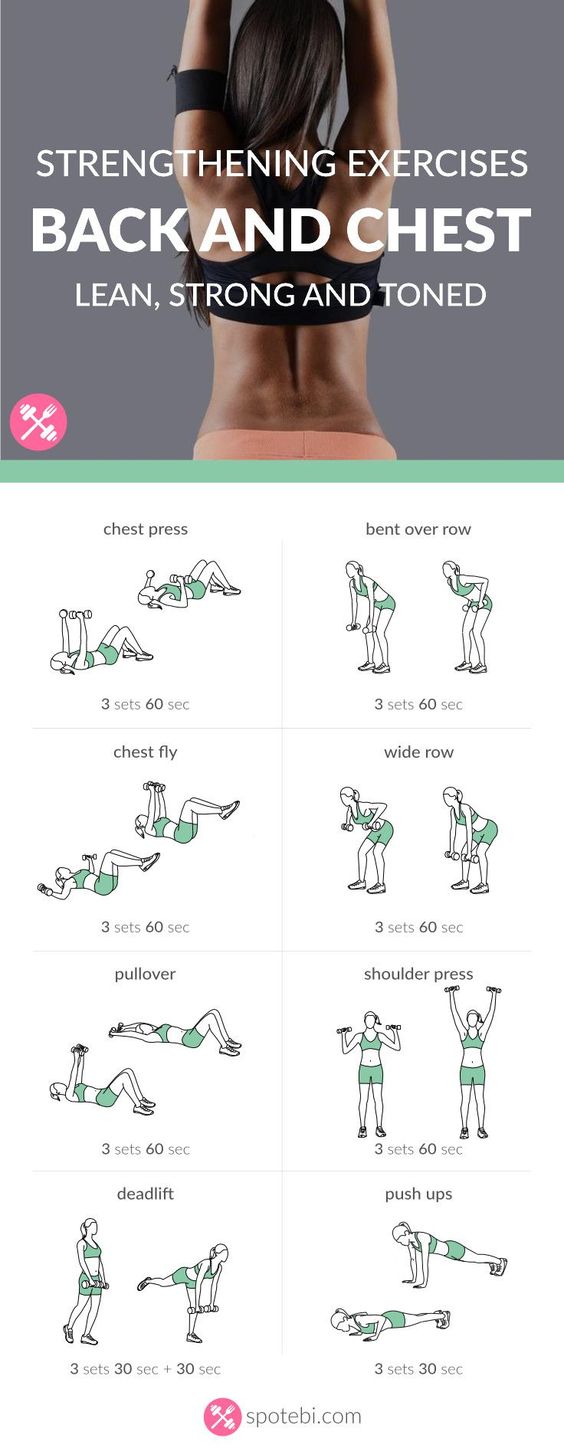 STRENGTHENING EXERCISES
BACK AND CHEST
LEAN, STRONG AND TONED
chest press
3 sets 60 sec
bent over row
3 sets 60 sec
chest fly
3 sets 60 sec
wide row
3 sets 60 sec
pullover
3 sets 60 sec
shoulder press
3 sets 60 sec
deadlift
3 sets 30 sec + 30 sec
push ups
3 sets 30 sec
spotebi.com